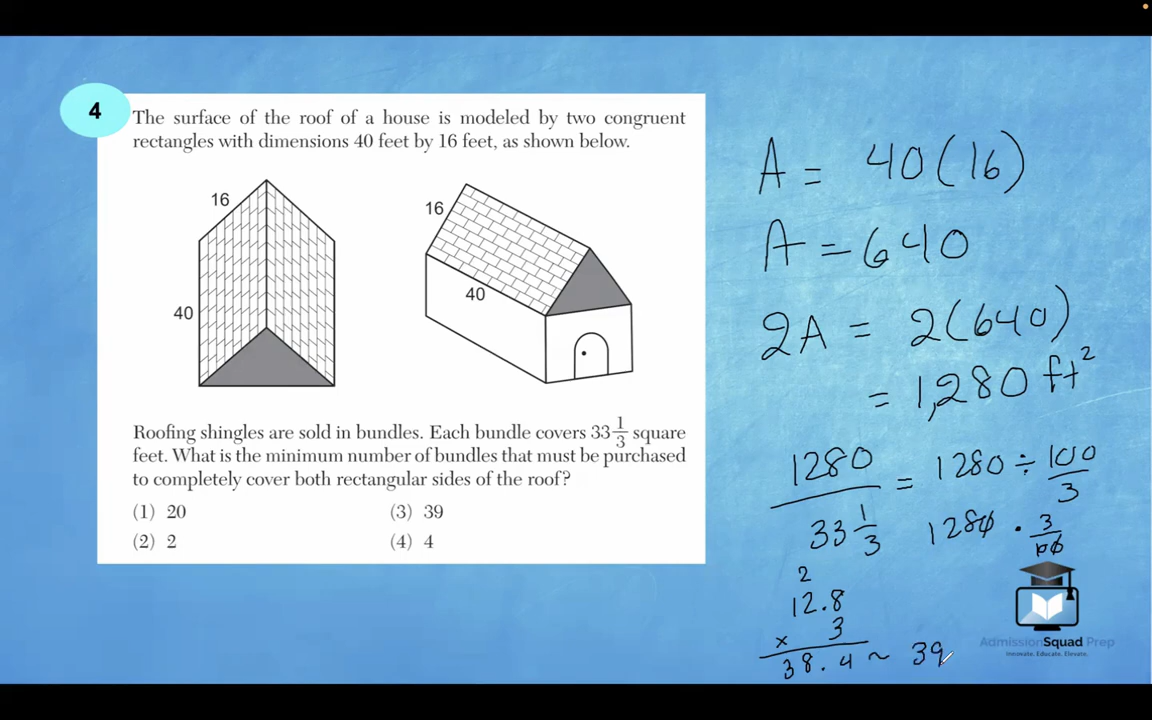 4
The surface of the roof of a house is modeled by two congruent
rectangles with dimensions 40 feet by 16 feet, as shown below.
16
40
16
40
Roofing shingles are sold in bundles. Each bundle covers 33 1/3 square
feet. What is the minimum number of bundles that must be purchased
to completely cover both rectangular sides of the roof?
(1) 20
(3) 39
(2) 2
(4) 4
A = 40(16)
A = 640
2A = 2(640)
= 1,280 ft²
1280 / 33 1/3 = 1280 ÷ 100/3
1280 · 3/100
2
12.8
× 3
38.4 ~ 39
AdmissionSquad Prep
Innovate. Educate. Elevate.